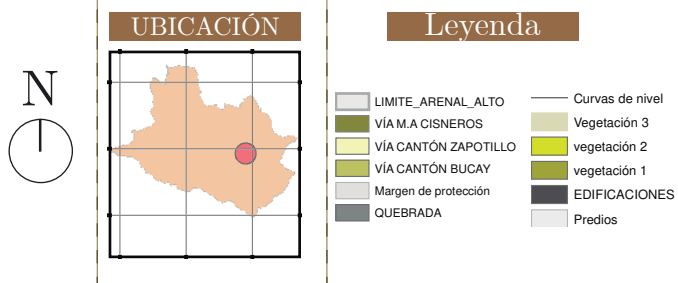 N
UBICACIÓN
Leyenda
LIMITE_ARENAL_ALTO
VÍA M.A CISNEROS
VÍA CANTÓN ZAPOTILLO
VÍA CANTÓN BUCAY
Margen de protección
QUEBRADA
Curvas de nivel
Vegetación 3
vegetación 2
vegetación 1
EDIFICACIONES
Predios